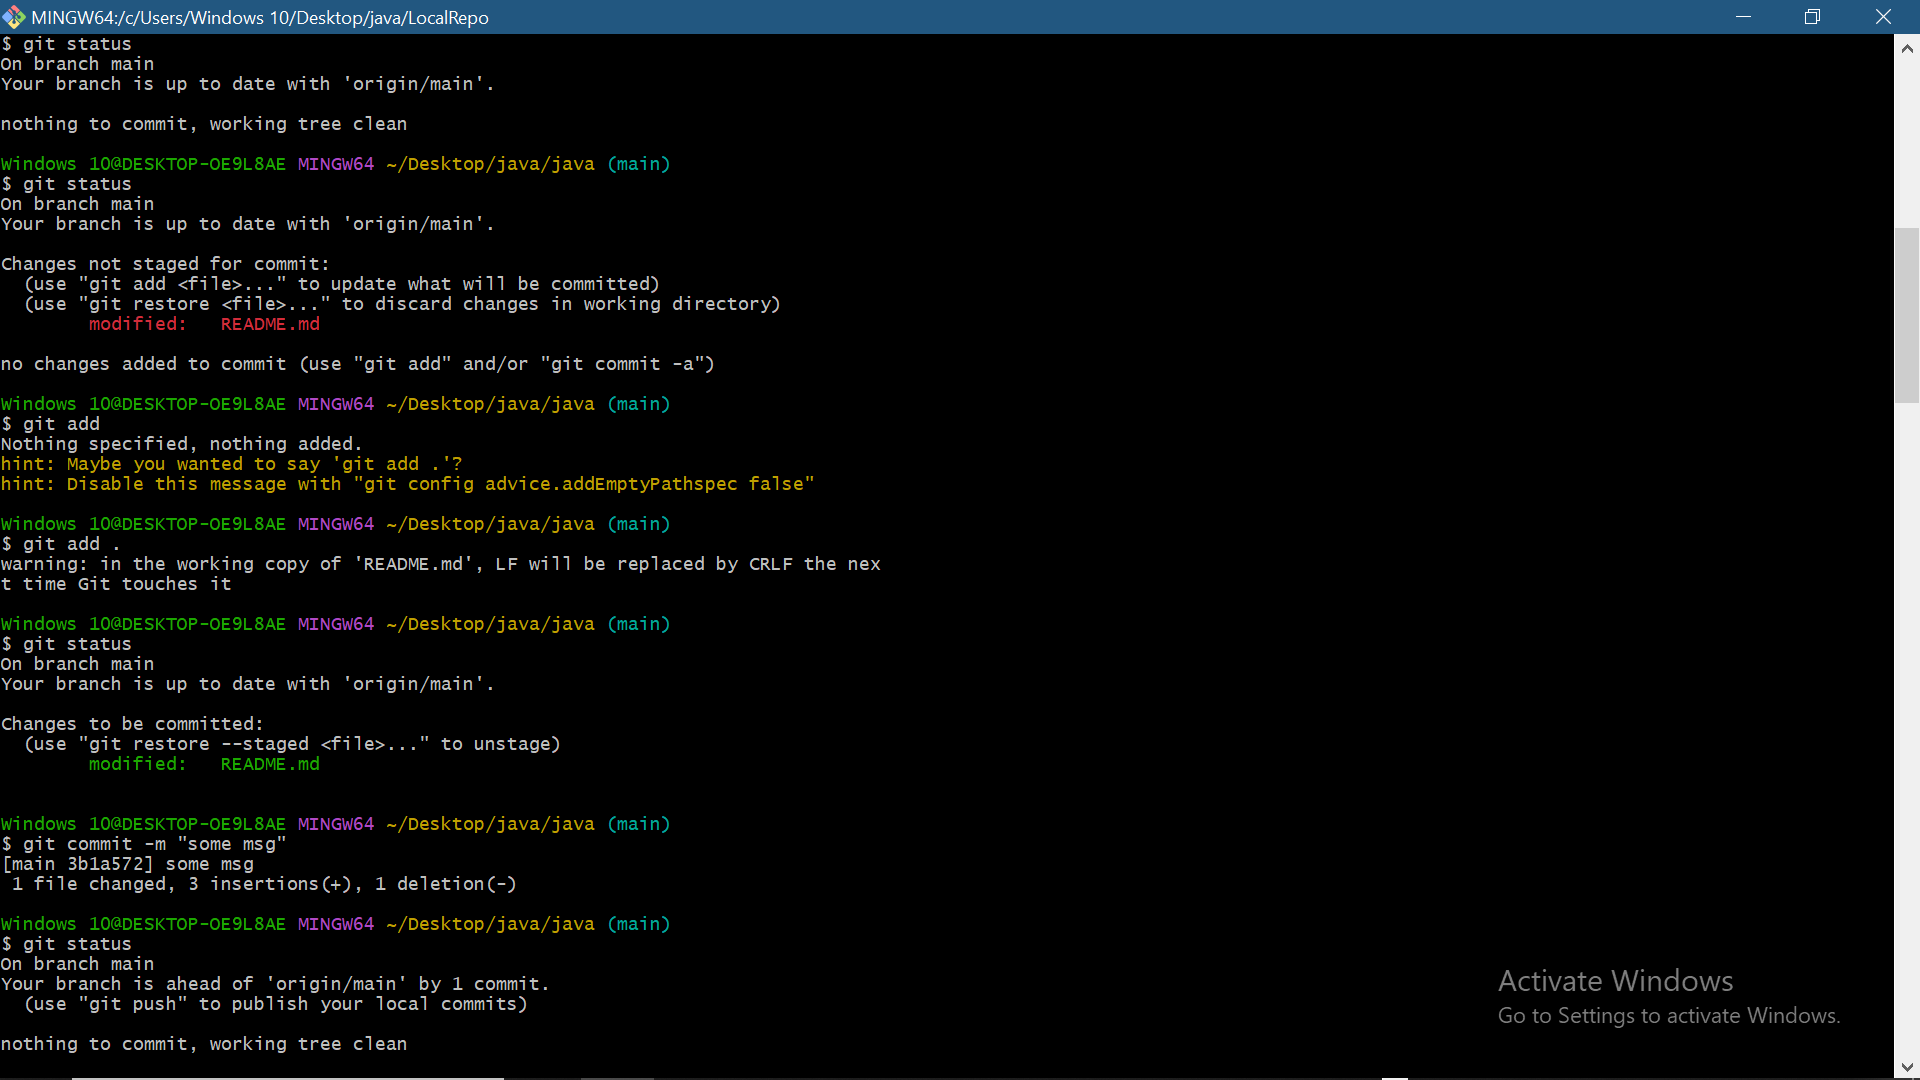 MINGW64:/c/Users/Windows 10/Desktop/java/LocalRepo
$ git status
On branch main
Your branch is up to date with 'origin/main'.
nothing to commit, working tree clean
Windows 10@DESKTOP-OE9L8AE MINGW64 ~/Desktop/java/java (main)
$ git status
On branch main
Your branch is up to date with 'origin/main'.
Changes not staged for commit:
  (use "git add <file>..." to update what will be committed)
  (use "git restore <file>..." to discard changes in working directory)
        modified:   README.md
no changes added to commit (use "git add" and/or "git commit -a")
Windows 10@DESKTOP-OE9L8AE MINGW64 ~/Desktop/java/java (main)
$ git add
Nothing specified, nothing added.
hint: Maybe you wanted to say 'git add .'?
hint: Disable this message with "git config advice.addEmptyPathspec false"
Windows 10@DESKTOP-OE9L8AE MINGW64 ~/Desktop/java/java (main)
$ git add .
warning: in the working copy of 'README.md', LF will be replaced by CRLF the nex
t time Git touches it
Windows 10@DESKTOP-OE9L8AE MINGW64 ~/Desktop/java/java (main)
$ git status
On branch main
Your branch is up to date with 'origin/main'.
Changes to be committed:
  (use "git restore --staged <file>..." to unstage)
        modified:   README.md
Windows 10@DESKTOP-OE9L8AE MINGW64 ~/Desktop/java/java (main)
$ git commit -m "some msg"
[main 3b1a572] some msg
 1 file changed, 3 insertions(+), 1 deletion(-)
Windows 10@DESKTOP-OE9L8AE MINGW64 ~/Desktop/java/java (main)
$ git status
On branch main
Your branch is ahead of 'origin/main' by 1 commit.
  (use "git push" to publish your local commits)
nothing to commit, working tree clean
Activate Windows
Go to Settings to activate Windows.